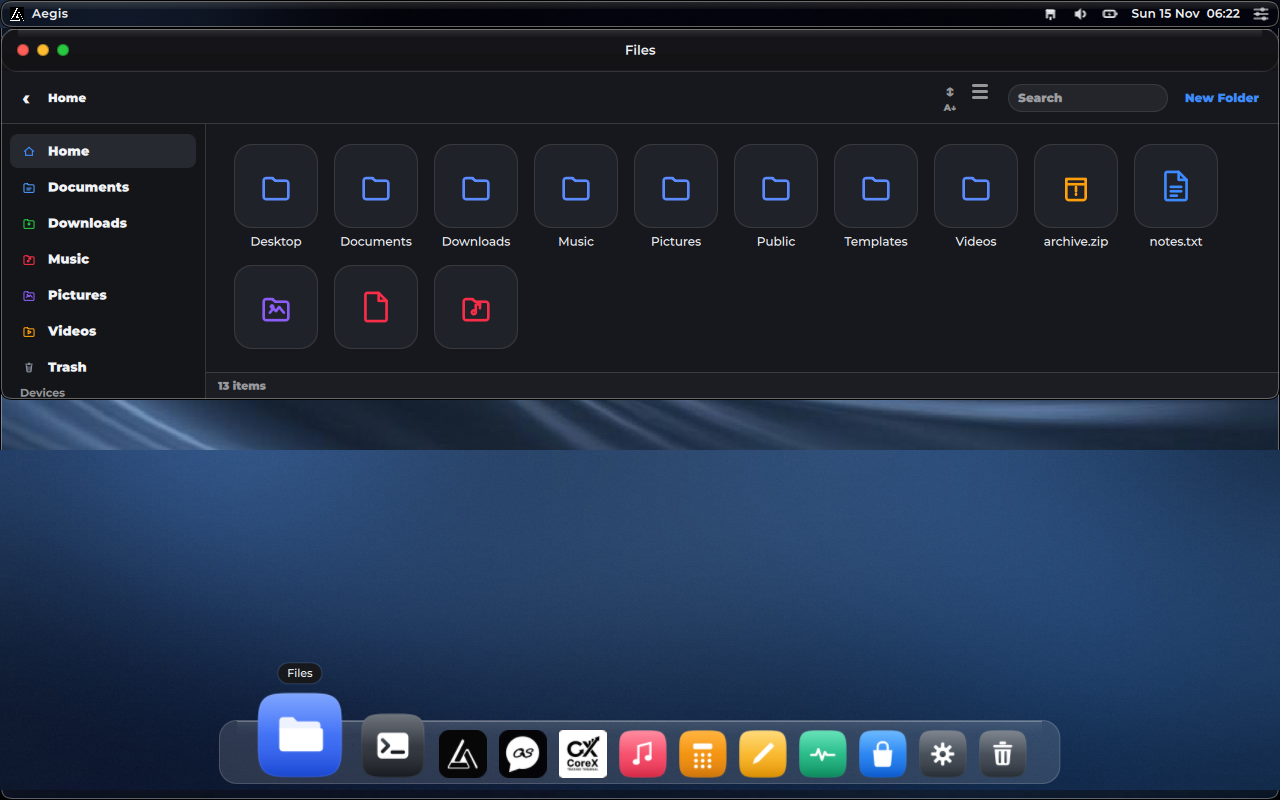 Aegis
Sun 15 Nov 06:22
Files
Home
A+
Search
New Folder
Home
Documents
Downloads
Music
Pictures
Videos
Trash
Devices
Desktop
Documents
Downloads
Music
Pictures
Public
Templates
Videos
archive.zip
notes.txt
13 items
Files
CX
CoreX